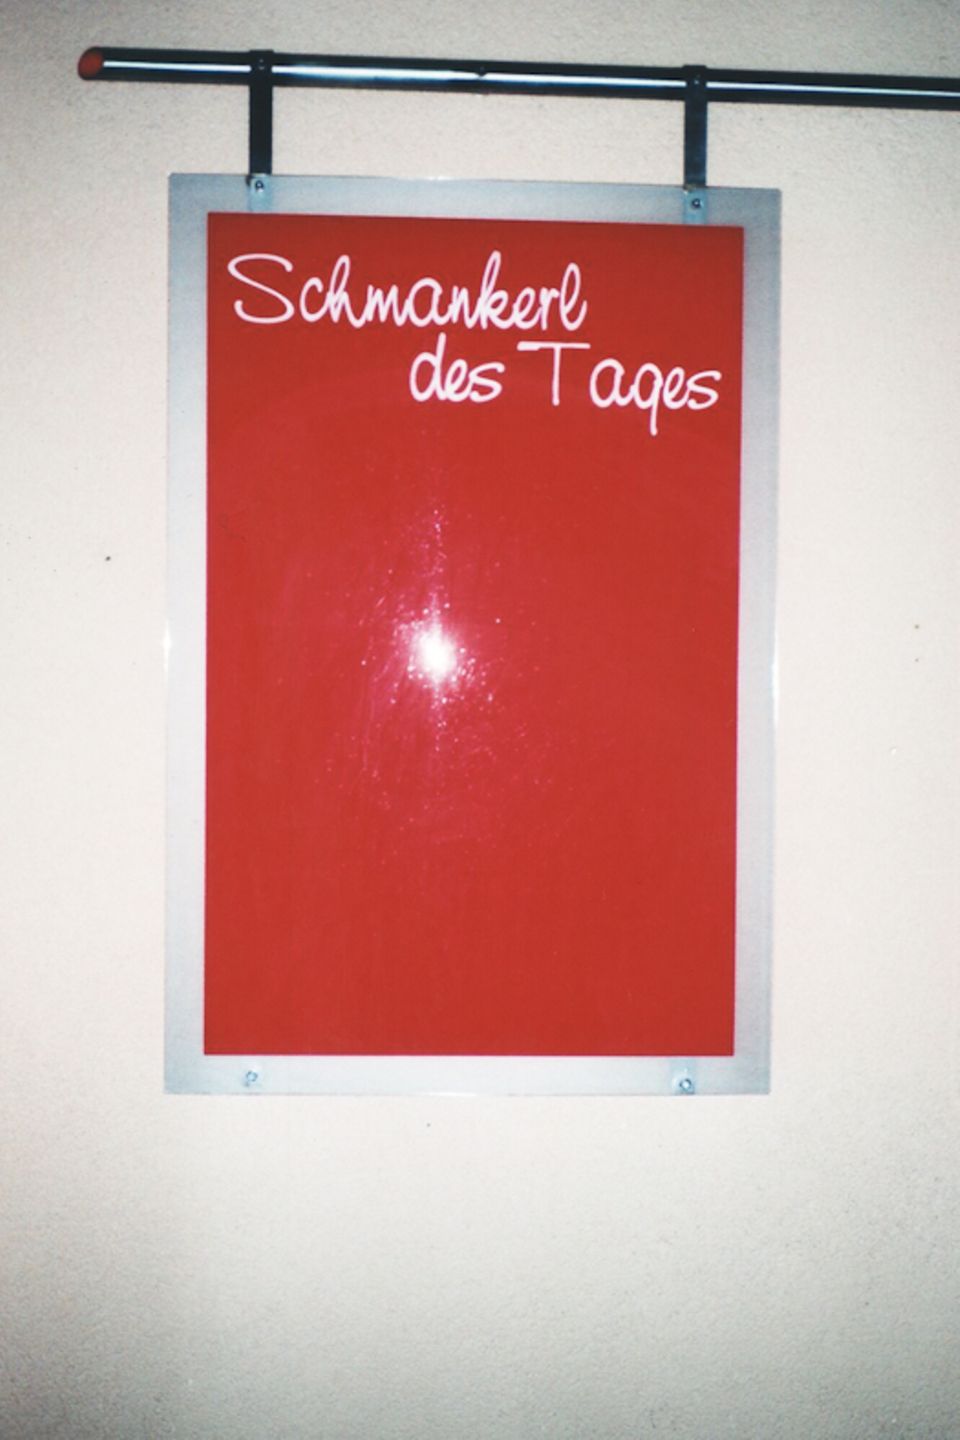 Schmankerl
des Tages